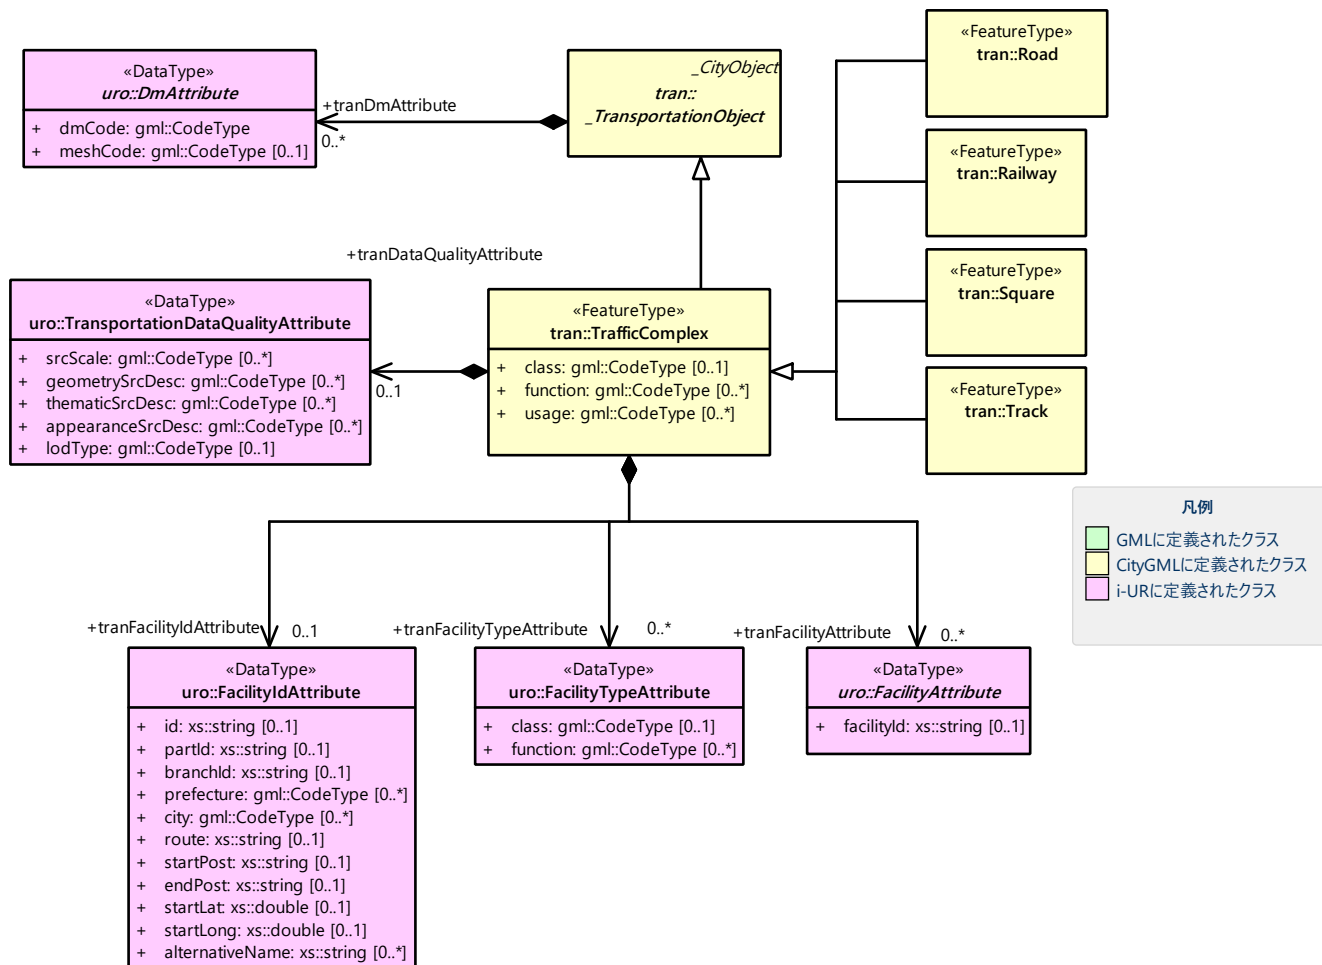 «DataType»
uro::DmAttribute
+ dmCode: gml::CodeType
+ meshCode: gml::CodeType [0..1]
+tranDmAttribute
0..*
_CityObject
tran::
_TransportationObject
«FeatureType»
tran::Road
«FeatureType»
tran::Railway
«FeatureType»
tran::Square
«FeatureType»
tran::Track
+tranDataQualityAttribute
0..1
«DataType»
uro::TransportationDataQualityAttribute
+ srcScale: gml::CodeType [0..*]
+ geometrySrcDesc: gml::CodeType [0..*]
+ thematicSrcDesc: gml::CodeType [0..*]
+ appearanceSrcDesc: gml::CodeType [0..*]
+ lodType: gml::CodeType [0..1]
«FeatureType»
tran::TrafficComplex
+ class: gml::CodeType [0..1]
+ function: gml::CodeType [0..*]
+ usage: gml::CodeType [0..*]
凡例
GMLに定義されたクラス
CityGMLに定義されたクラス
i-URに定義されたクラス
+tranFacilityIdAttribute
0..1
+tranFacilityTypeAttribute
0..*
+tranFacilityAttribute
0..*
«DataType»
uro::FacilityIdAttribute
+ id: xs::string [0..1]
+ partId: xs::string [0..1]
+ branchId: xs::string [0..1]
+ prefecture: gml::CodeType [0..*]
+ city: gml::CodeType [0..*]
+ route: xs::string [0..1]
+ startPost: xs::string [0..1]
+ endPost: xs::string [0..1]
+ startLat: xs::double [0..1]
+ startLong: xs::double [0..1]
+ alternativeName: xs::string [0..*]
«DataType»
uro::FacilityTypeAttribute
+ class: gml::CodeType [0..1]
+ function: gml::CodeType [0..*]
«DataType»
uro::FacilityAttribute
+ facilityId: xs::string [0..1]